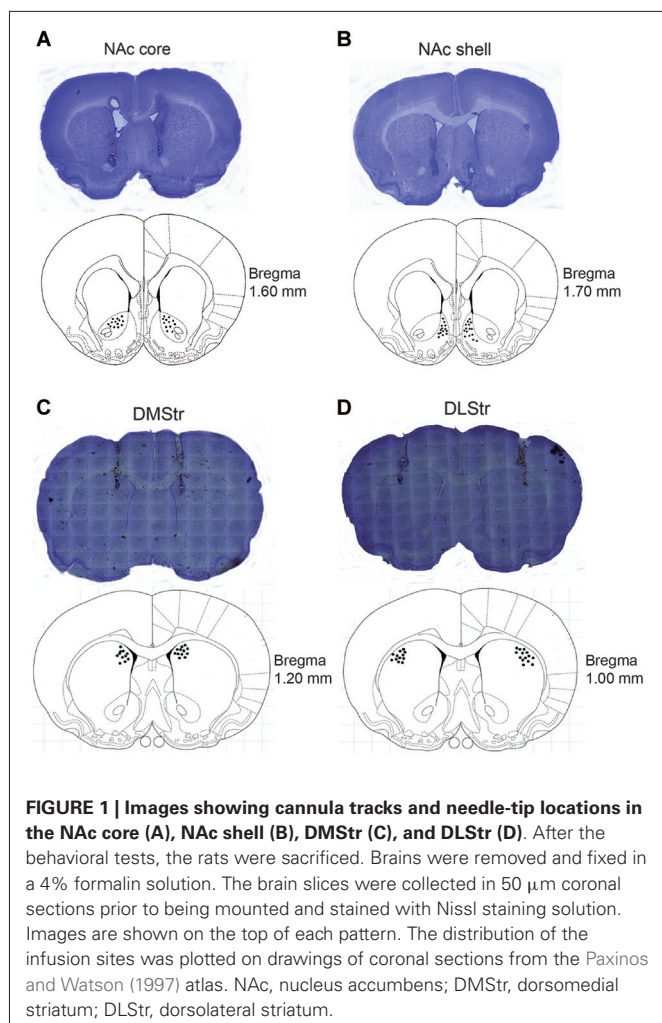 A
NAc core
B
NAc shell
Bregma
1.60 mm
Bregma
1.70 mm
C
DMStr
D
DLStr
Bregma
1.20 mm
Bregma
1.00 mm
FIGURE 1 | Images showing cannula tracks and needle-tip locations in
the NAc core (A), NAc shell (B), DMStr (C), and DLStr (D). After the
behavioral tests, the rats were sacrificed. Brains were removed and fixed in
a 4% formalin solution. The brain slices were collected in 50 μm coronal
sections prior to being mounted and stained with Nissl staining solution.
Images are shown on the top of each pattern. The distribution of the
infusion sites was plotted on drawings of coronal sections from the Paxinos
and Watson (1997) atlas. NAc, nucleus accumbens; DMStr, dorsomedial
striatum; DLStr, dorsolateral striatum.